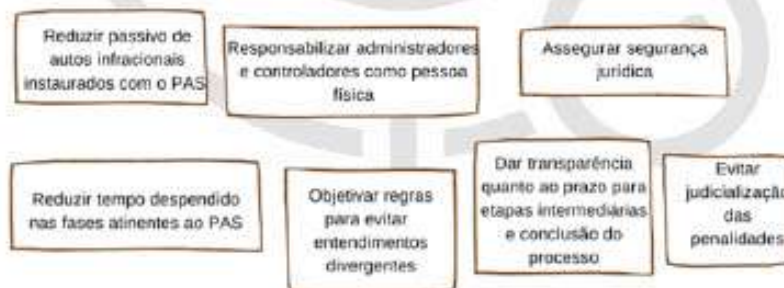 Reduzir passivo de
autos infracionais
instaurados com o PAS
Responsabilizar administradores
e controladores como pessoa
física
Assegurar segurança
jurídica
Reduzir tempo despendido
nas fases atinentes ao PAS
Objetivar regras
para evitar
entendimentos
divergentes
Dar transparência
quanto ao prazo para
etapas intermediárias
e conclusão do
processo
Evitar
judicialização
das
penalidades